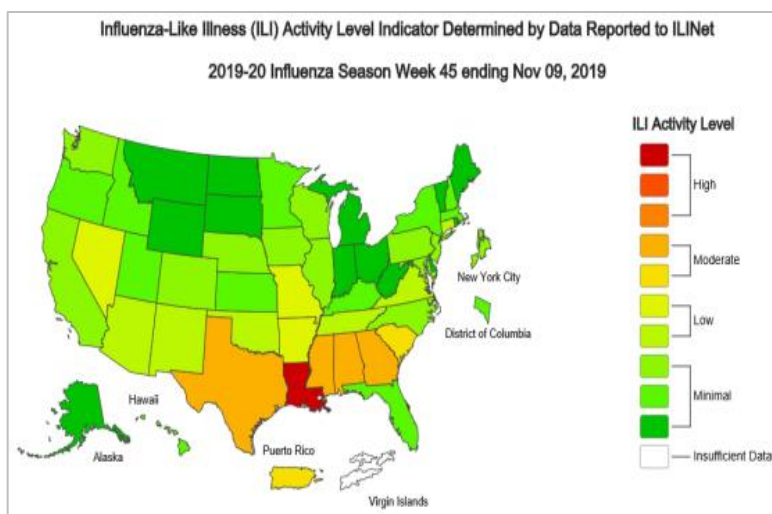 Influenza-Like Illness (ILI) Activity Level Indicator Determined by Data Reported to ILINet
2019-20 Influenza Season Week 45 ending Nov 09, 2019
ILI Activity Level
High
Moderate
New York City
Low
District of Columbia
Minimal
Hawaii
Alaska
Puerto Rico
Insufficient Data
Virgin Islands